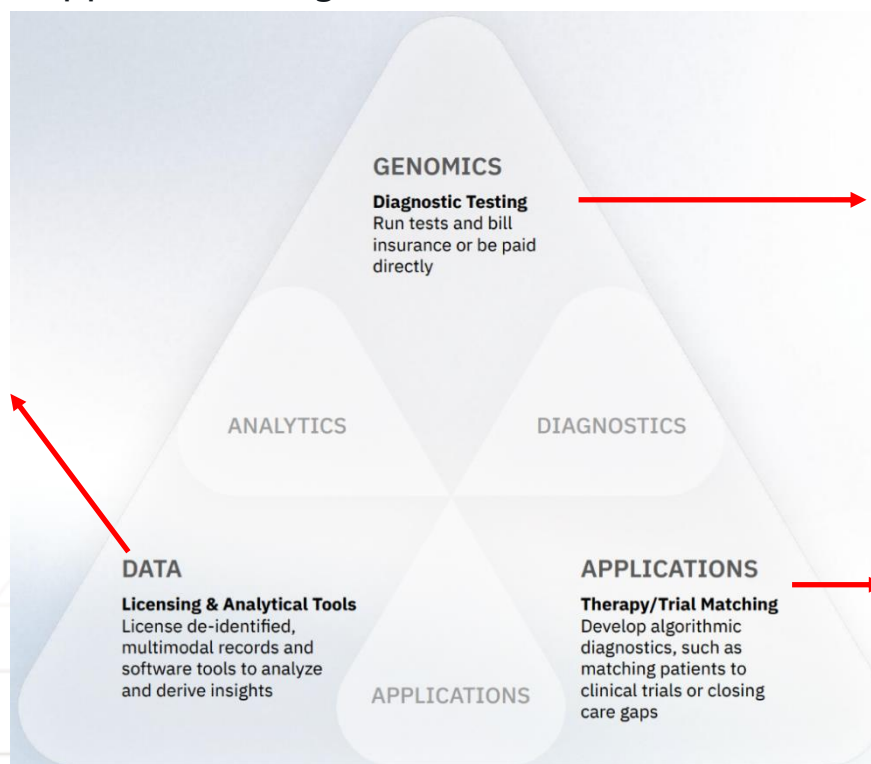 GENOMICS
Diagnostic Testing
Run tests and bill
insurance or be paid
directly
ANALYTICS
DIAGNOSTICS
DATA
Licensing & Analytical Tools
License de-identified,
multimodal records and
software tools to analyze
and derive insights
APPLICATIONS
APPLICATIONS
Therapy/Trial Matching
Develop algorithmic
diagnostics, such as
matching patients to
clinical trials or closing
care gaps